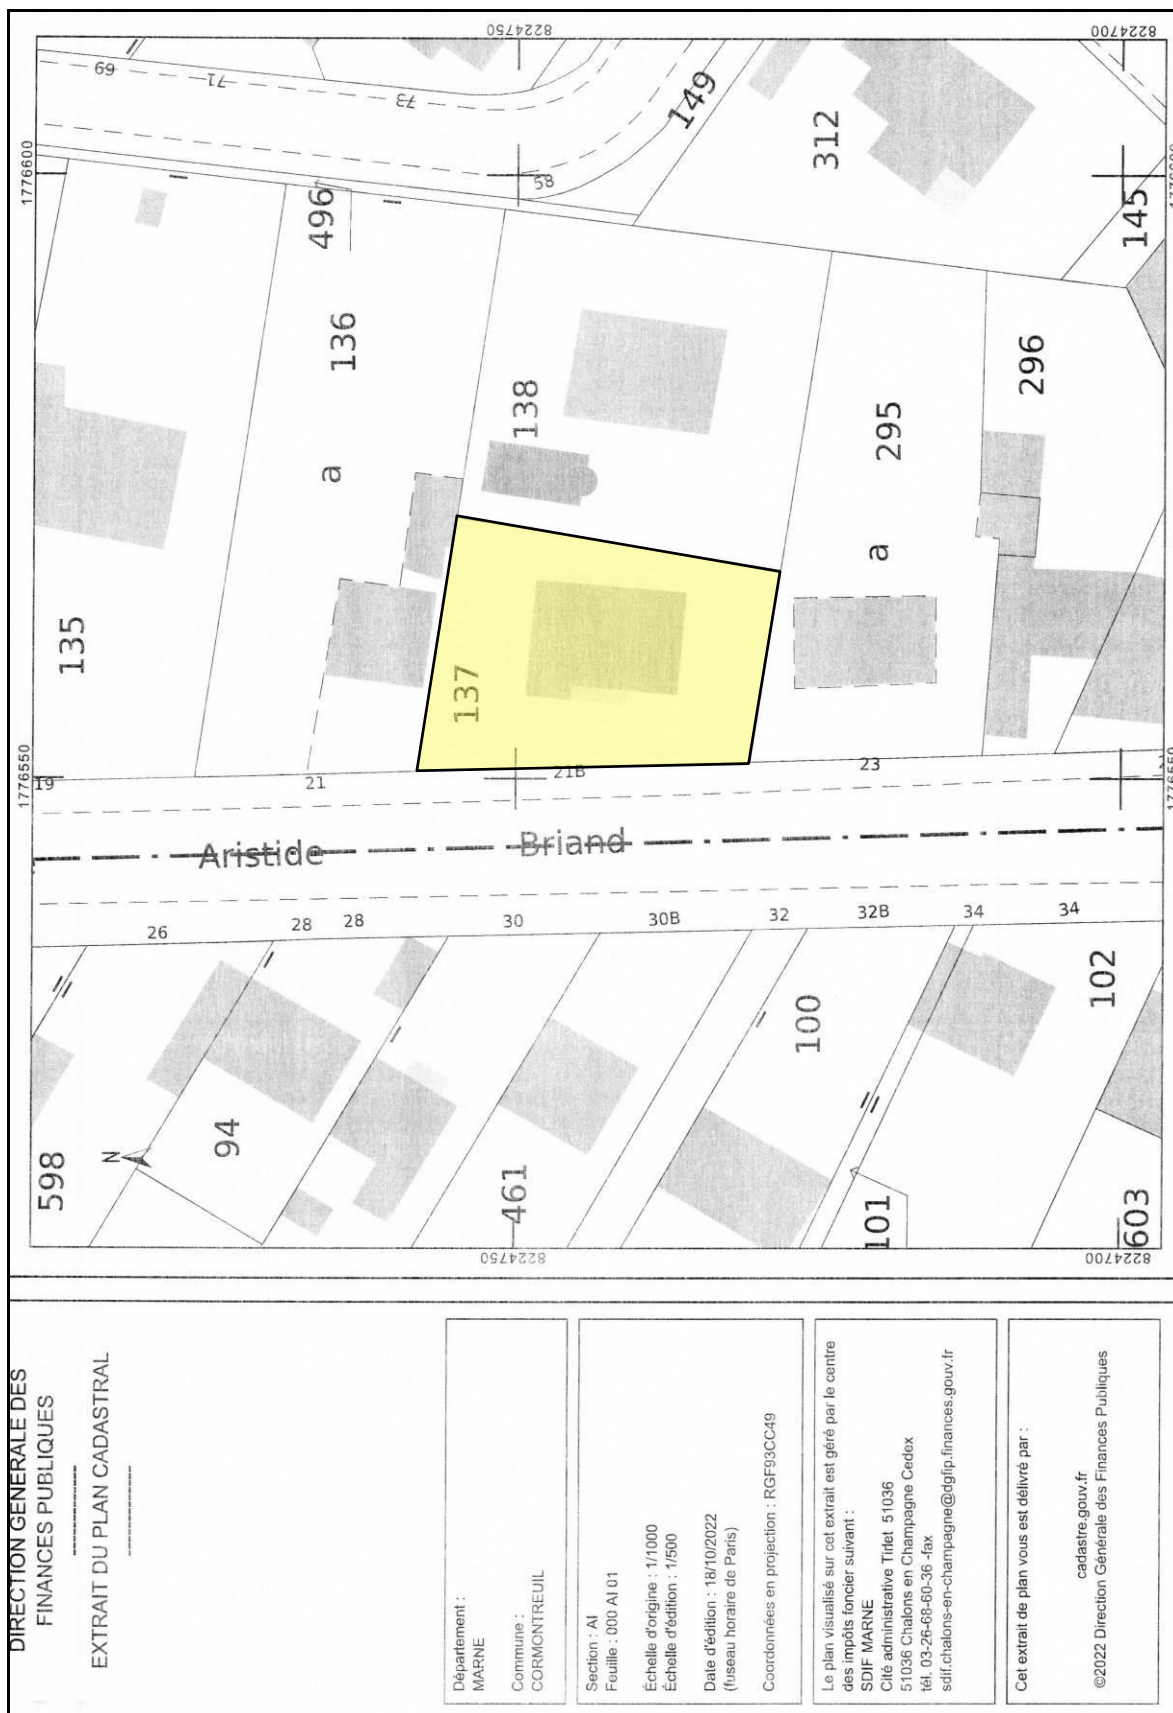 DIRECTION GÉNÉRALE DES
FINANCES PUBLIQUES
EXTRAIT DU PLAN CADASTRAL
Département :
MARNE
Commune :
CORMONTREUIL
Section : AI
Feuille : 000 AI 01
Échelle d'origine : 1/1000
Échelle d'édition : 1/500
Date d'édition : 18/10/2022
(fuseau horaire de Paris)
Coordonnées en projection : RGF93CC49
Le plan visualisé sur cet extrait est géré par le centre
des impôts foncier suivant :
SDIF MARNE
Cité administrative Tirlet 51036
51036 Chalons en Champagne Cedex
tél. 03-26-68-60-36 -fax
sdif.chalons-en-champagne@dgfip.finances.gouv.fr
Cet extrait de plan vous est délivré par :
cadastre.gouv.fr
©2022 Direction Générale des Finances Publiques
8224750
8224700
69
71
73
149
312
1776600
1776600
58
496
145
136
138
296
295
a
a
135
137
1776550
1776550
19
21
21B
23
Aristide
Briand
26
28
28
30
30B
32
32B
34
34
102
100
94
N
598
461
101
603
8224750
8224700